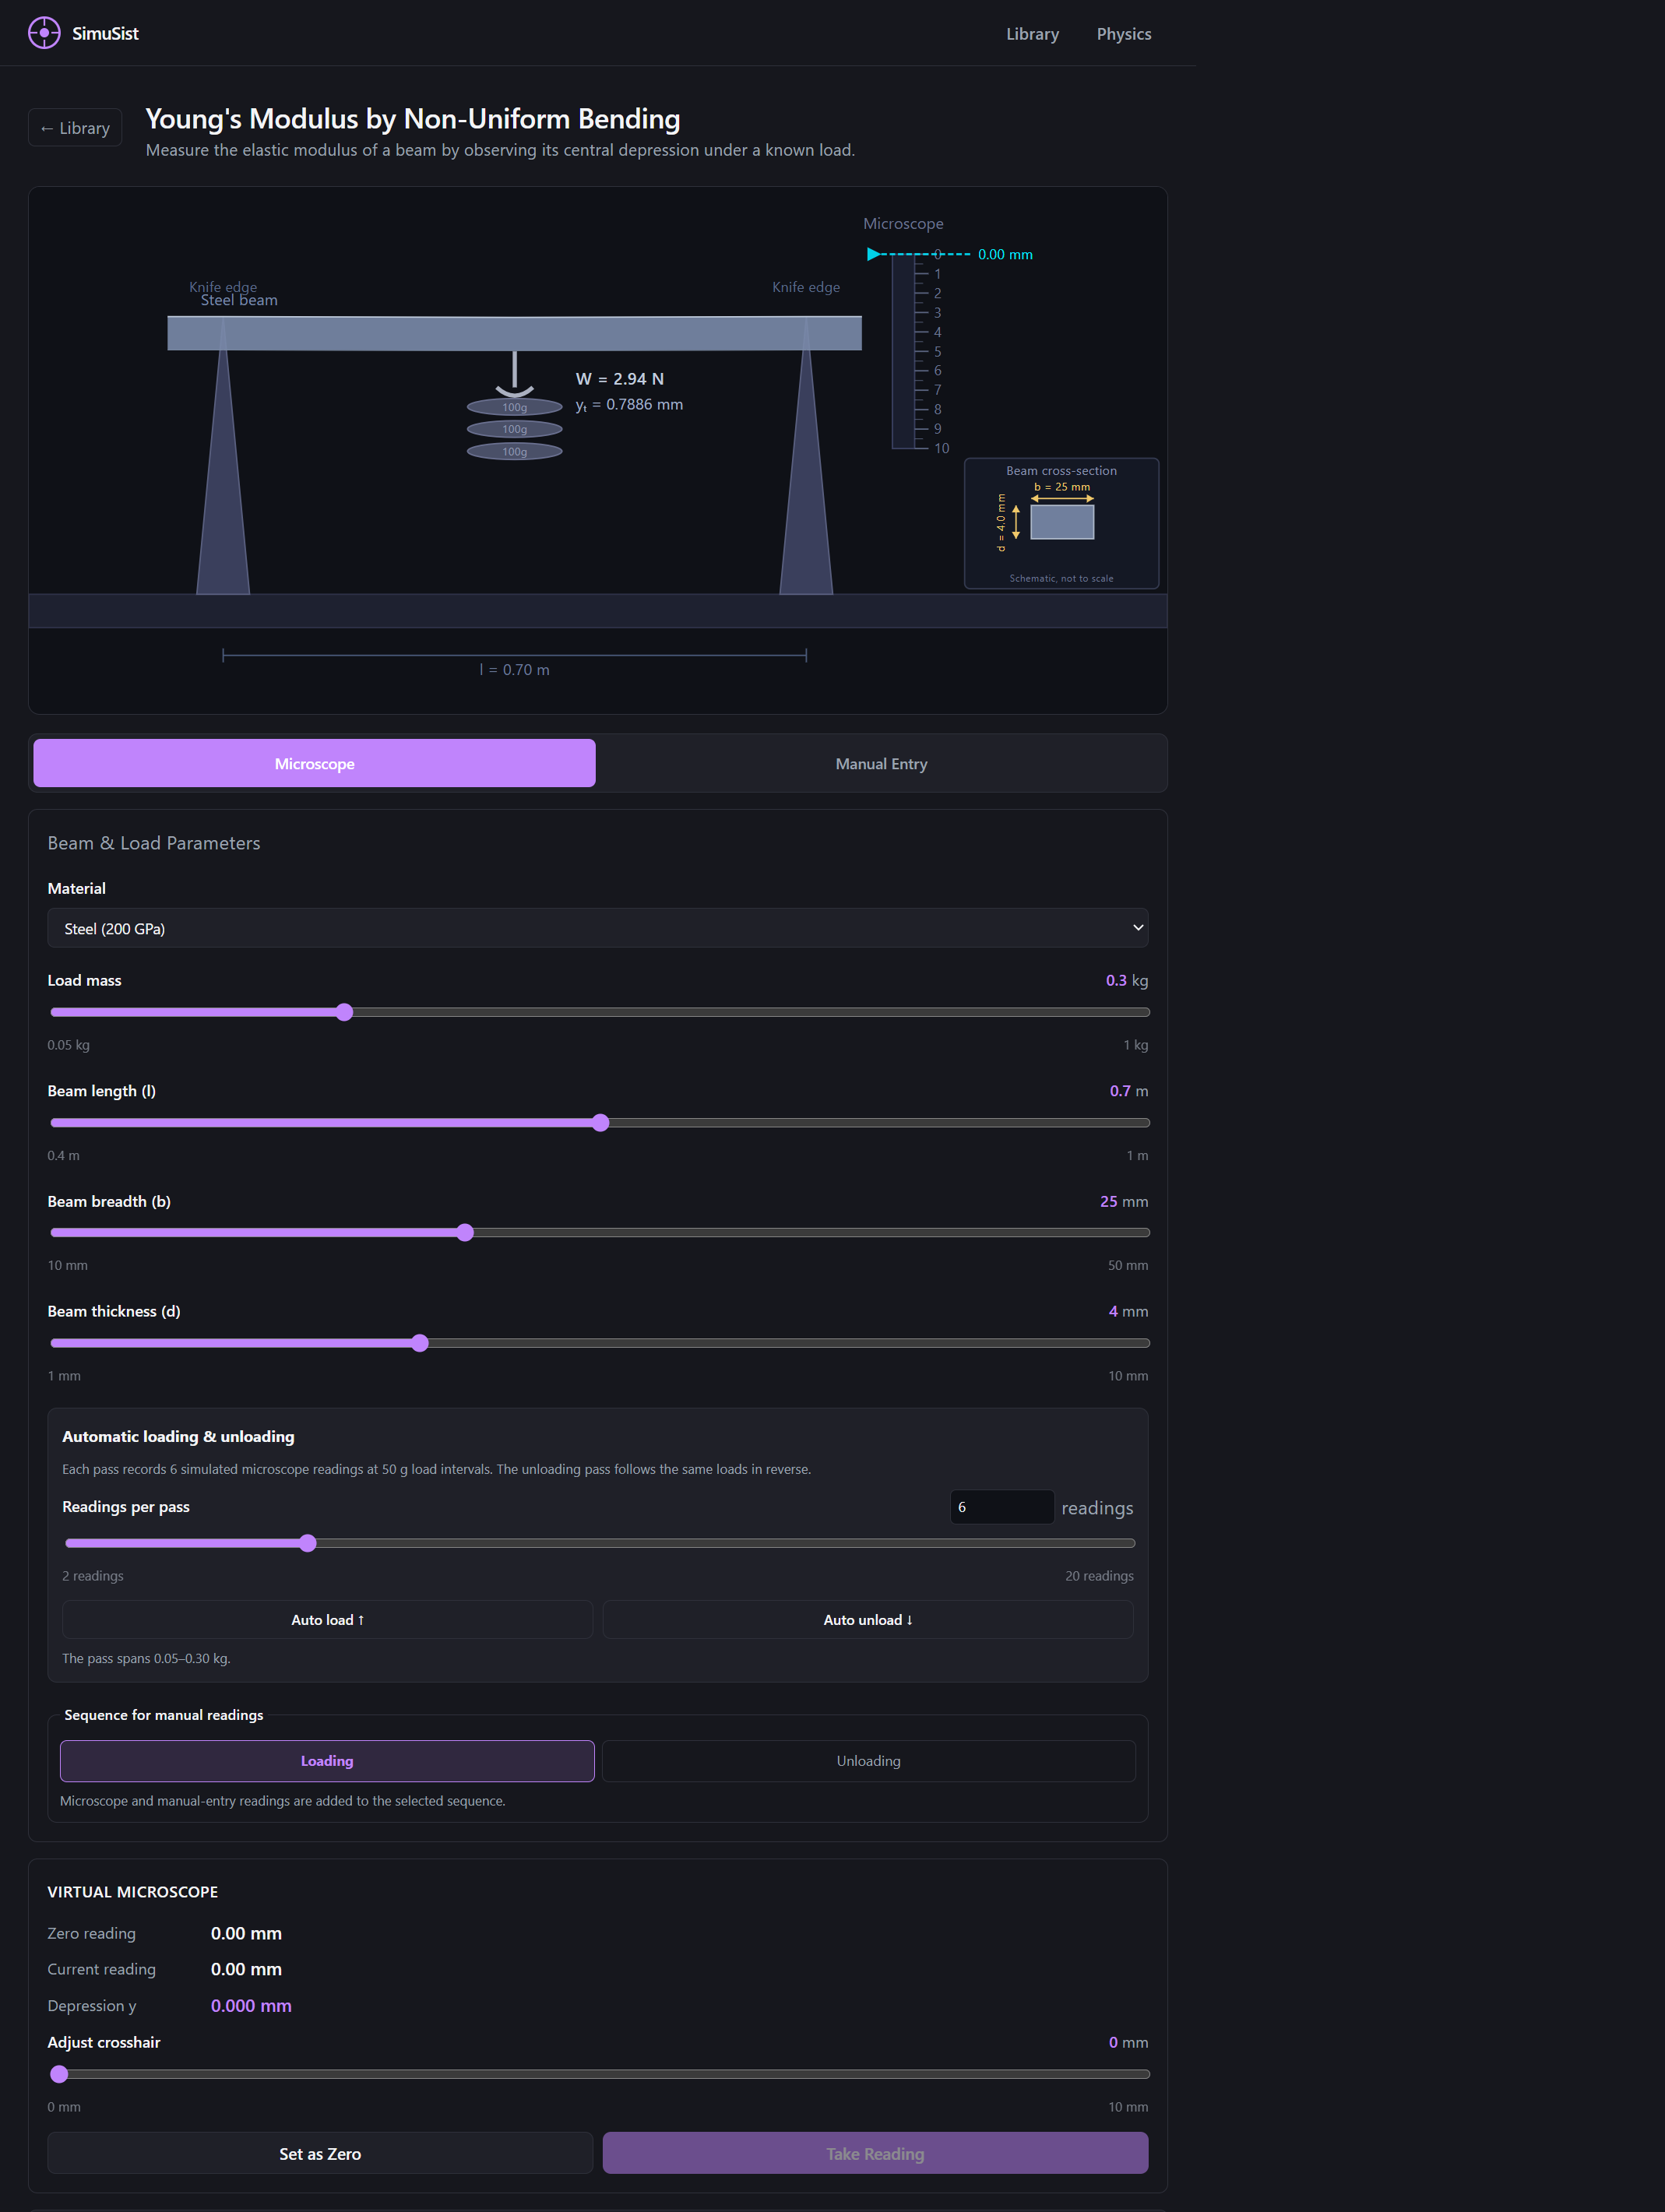 SimuSist
Library
Physics
← Library
Young's Modulus by Non-Uniform Bending
Measure the elastic modulus of a beam by observing its central depression under a known load.
Microscope
0.00 mm
0
1
2
3
4
5
6
7
8
9
10
Knife edge
Steel beam
Knife edge
W = 2.94 N
yₜ = 0.7886 mm
100g
100g
100g
Beam cross-section
b = 25 mm
d = 4.0 mm
Schematic, not to scale
l = 0.70 m
Microscope
Manual Entry
Beam & Load Parameters
Material
Steel (200 GPa)
Load mass
0.3 kg
0.05 kg
1 kg
Beam length (l)
0.7 m
0.4 m
1 m
Beam breadth (b)
25 mm
10 mm
50 mm
Beam thickness (d)
4 mm
1 mm
10 mm
Automatic loading & unloading
Each pass records 6 simulated microscope readings at 50 g load intervals. The unloading pass follows the same loads in reverse.
Readings per pass
6 readings
2 readings
20 readings
Auto load ↑
Auto unload ↓
The pass spans 0.05–0.30 kg.
Sequence for manual readings
Loading
Unloading
Microscope and manual-entry readings are added to the selected sequence.
VIRTUAL MICROSCOPE
Zero reading 0.00 mm
Current reading 0.00 mm
Depression y 0.000 mm
Adjust crosshair
0 mm
0 mm
10 mm
Set as Zero
Take Reading